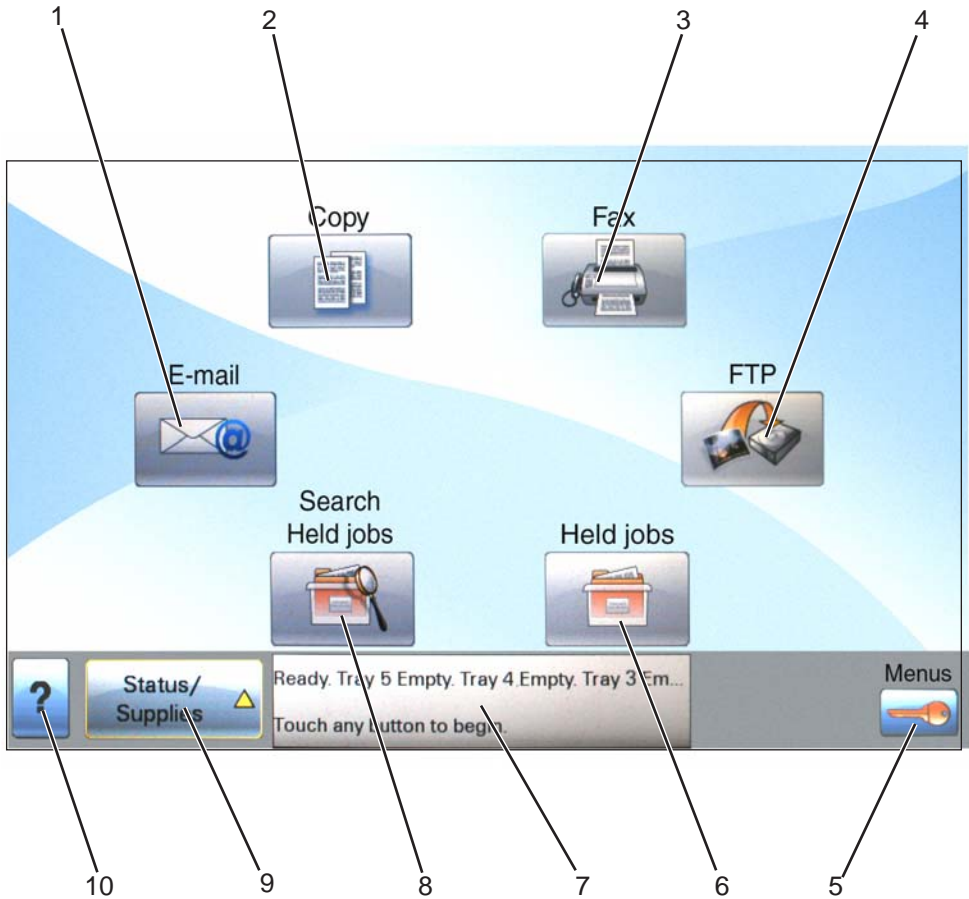 1
2
3
4
Copy
Fax
E-mail
FTP
@
Search
Held jobs
Held jobs
?
Status/
Supplies
Ready. Tray 5 Empty. Tray 4 Empty. Tray 3 Em...
Touch any button to begin.
Menus
10
9
8
7
6
5